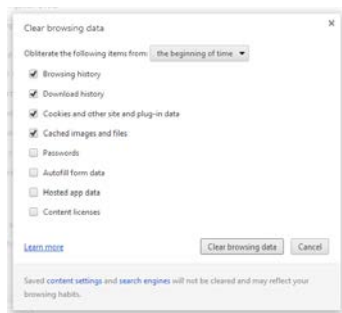 Clear browsing data
Obliterate the following items from: the beginning of time
Browsing history
Download history
Cookies and other site and plug-in data
Cached images and files
Passwords
Autofill form data
Hosted app data
Content licenses
Learn more Clear browsing data Cancel
Saved content settings and search engines will not be cleared and may reflect your
browsing habits.